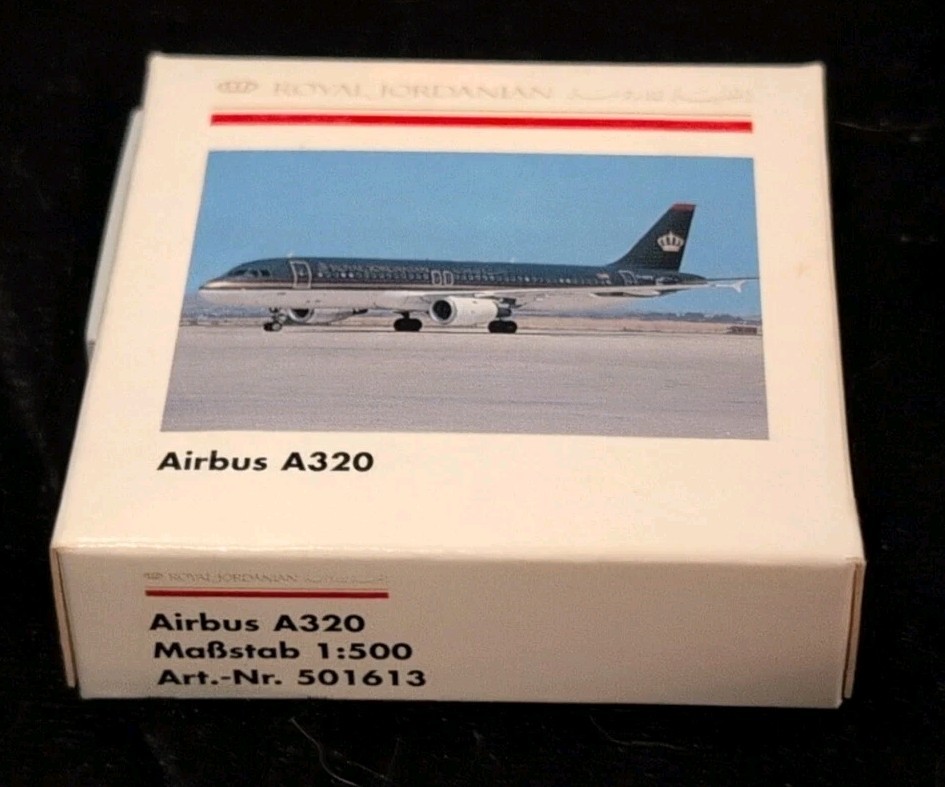 ROYAL JORDANIAN
Airbus A320
ROYAL JORDANIAN
Airbus A320
Maßstab 1:500
Art.-Nr. 501613